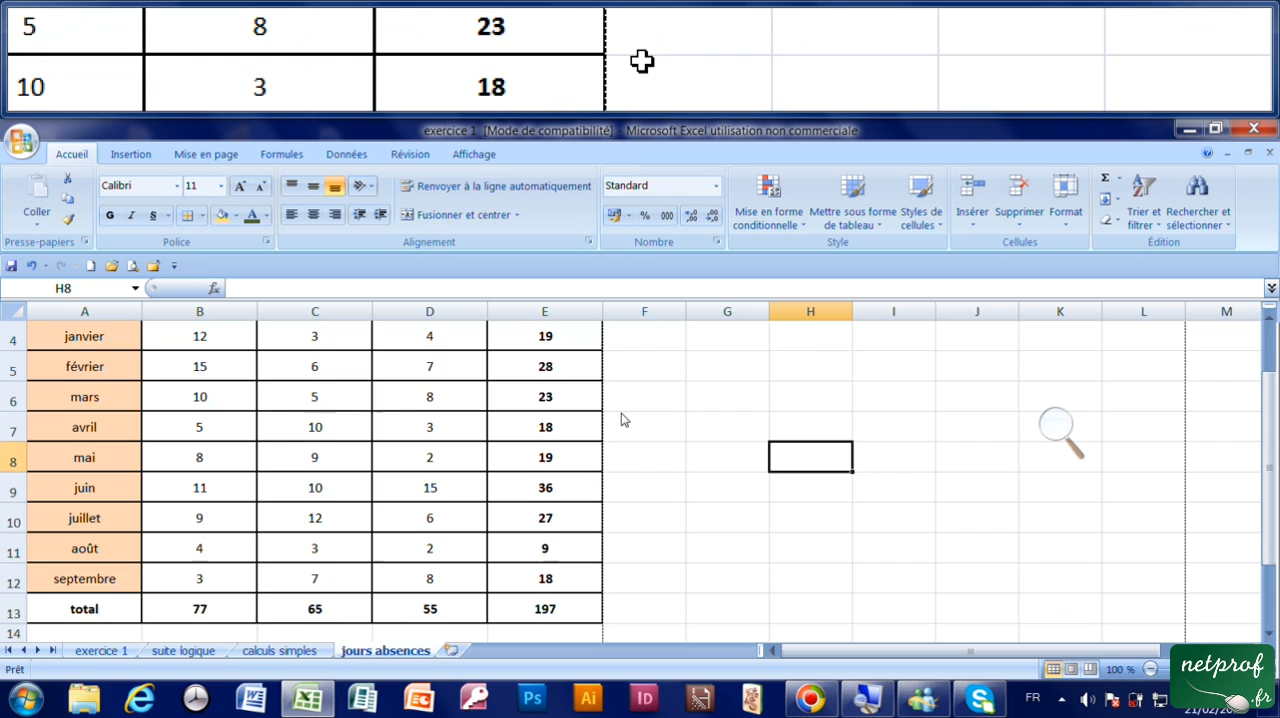 5 8 23
10 3 18
exercice 1 [Mode de compatibilité] - Microsoft Excel utilisation non commerciale
Accueil Insertion Mise en page Formules Données Révision Affichage
Coller
Presse-papiers
Calibri 11
G I S
Police
Renvoyer à la ligne automatiquement
Fusionner et centrer
Alignement
Standard
% 000
Nombre
Mise en forme conditionnelle
Mettre sous forme de tableau
Styles de cellules
Style
Insérer Supprimer Format
Cellules
Trier et filtrer
Rechercher et sélectionner
Édition
H8 fx
A B C D E F G H I J K L M
4 janvier 12 3 4 19
5 février 15 6 7 28
6 mars 10 5 8 23
7 avril 5 10 3 18
8 mai 8 9 2 19
9 juin 11 10 15 36
10 juillet 9 12 6 27
11 août 4 3 2 9
12 septembre 3 7 8 18
13 total 77 65 55 197
14
exercice 1 suite logique calculs simples jours absences
Prêt 100 %
netprof.fr
Ps Ai ID
FR